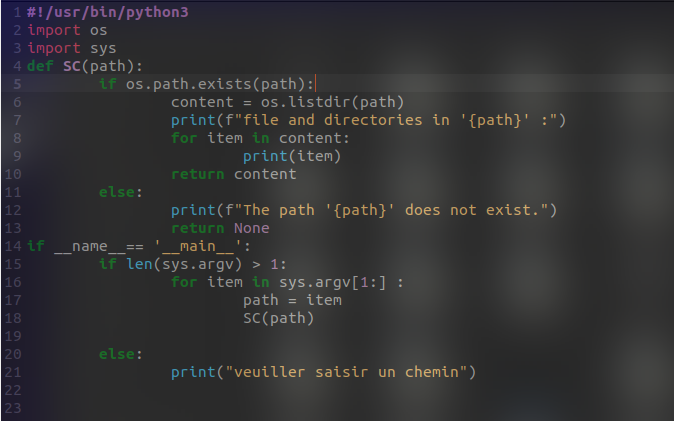 1 #!/usr/bin/python3
2 import os
3 import sys
4 def SC(path):
5         if os.path.exists(path):
6                 content = os.listdir(path)
7                 print(f"file and directories in '{path}' :")
8                 for item in content:
9                         print(item)
10                 return content
11         else:
12                 print(f"The path '{path}' does not exist.")
13                 return None
14 if __name__== '__main__':
15         if len(sys.argv) > 1:
16                 for item in sys.argv[1:] :
17                         path = item
18                         SC(path)
19
20         else:
21                 print("veuiller saisir un chemin")
22
23